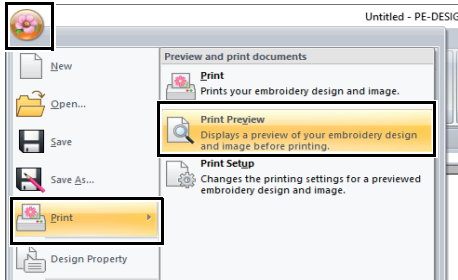 Untitled - PE-DESIG
New
Open...
Save
Save As...
Print
Design Property
Preview and print documents
Print
Prints your embroidery design and image.
Print Preview
Displays a preview of your embroidery design
and image before printing.
Print Setup
Changes the printing settings for a previewed
embroidery design and image.